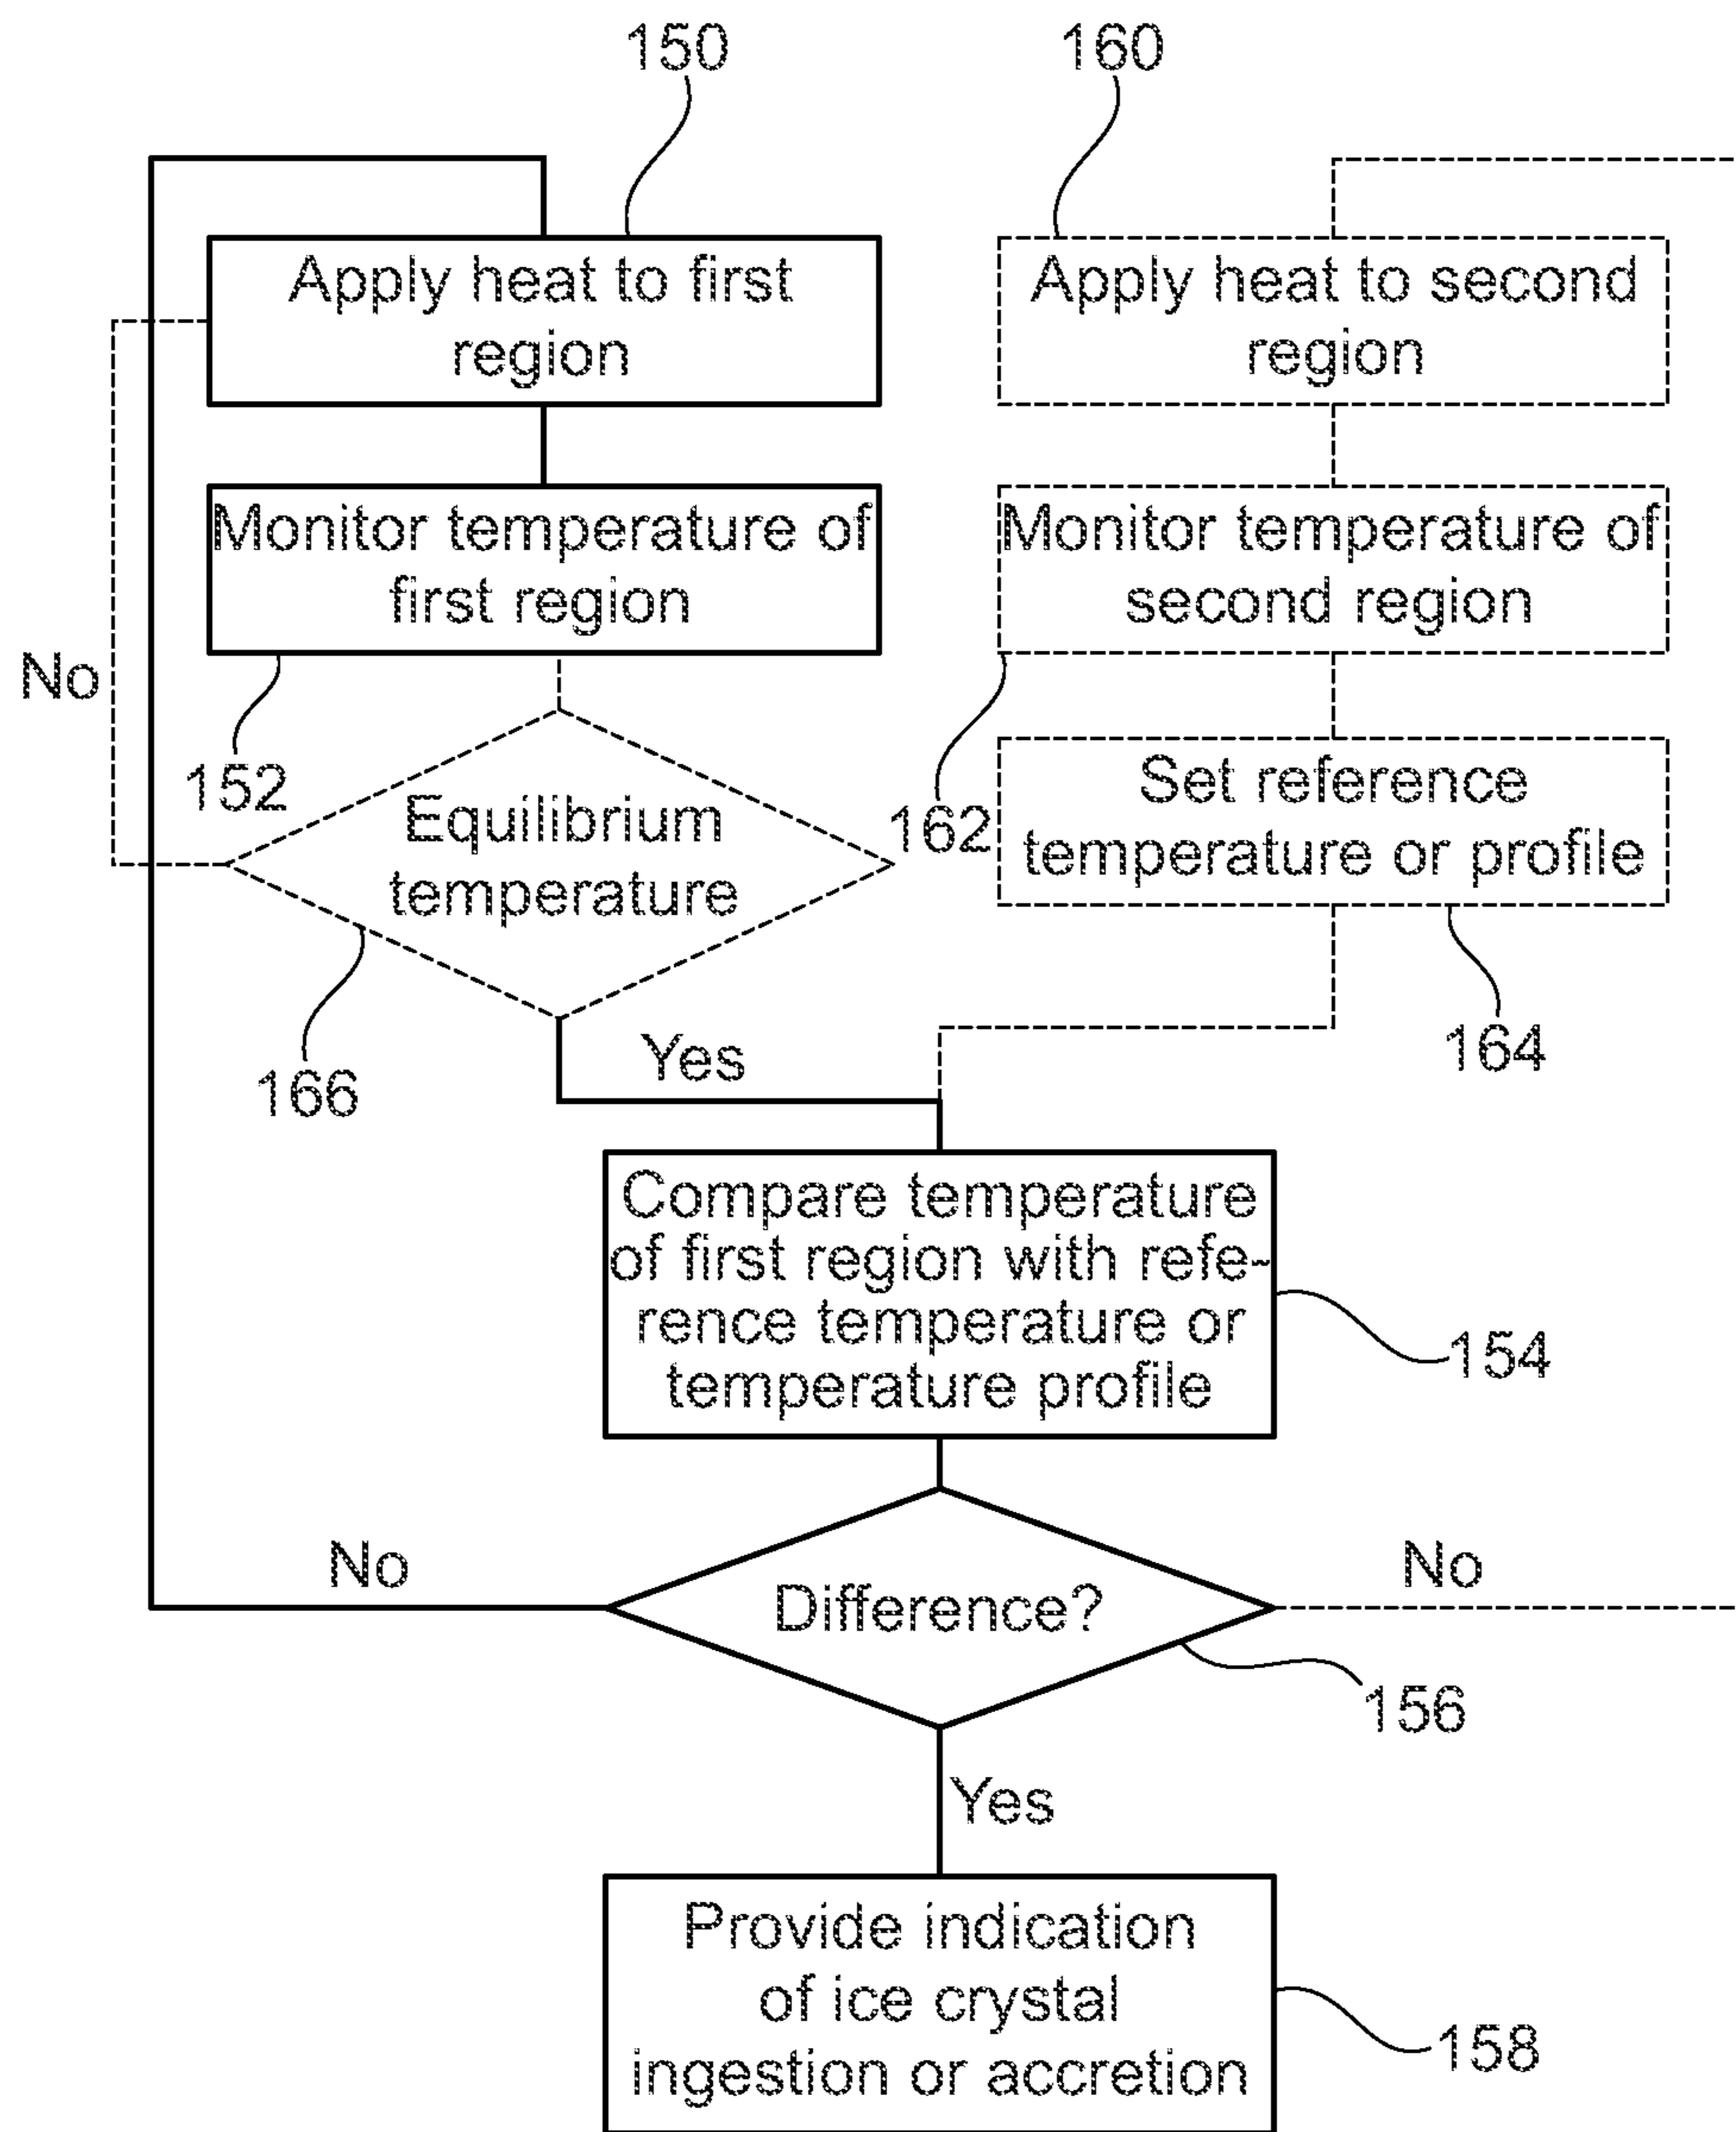 150
160
Apply heat to first
region
Apply heat to second
region
Monitor temperature of
first region
Monitor temperature of
second region
No
152
162
Equilibrium
temperature
Set reference
temperature or profile
166
Yes
164
Compare temperature
of first region with refe-
rence temperature or
temperature profile
154
No
Difference?
No
156
Yes
Provide indication
of ice crystal
ingestion or accretion
158